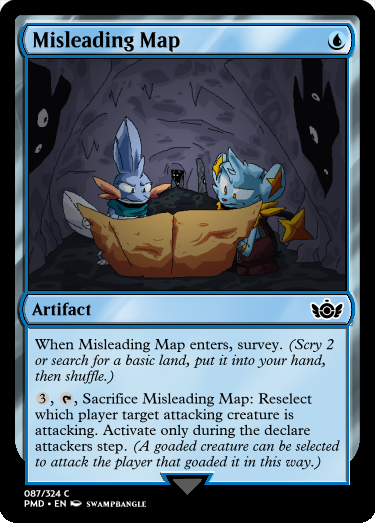 Misleading Map
Artifact
When Misleading Map enters, survey. (Scry 2
or search for a basic land, put it into your hand,
then shuffle.)
3, , Sacrifice Misleading Map: Reselect
which player target attacking creature is
attacking. Activate only during the declare
attackers step. (A goaded creature can be selected
to attack the player that goaded it in this way.)
087/324 C
PMD • EN SWAMPBANGLE